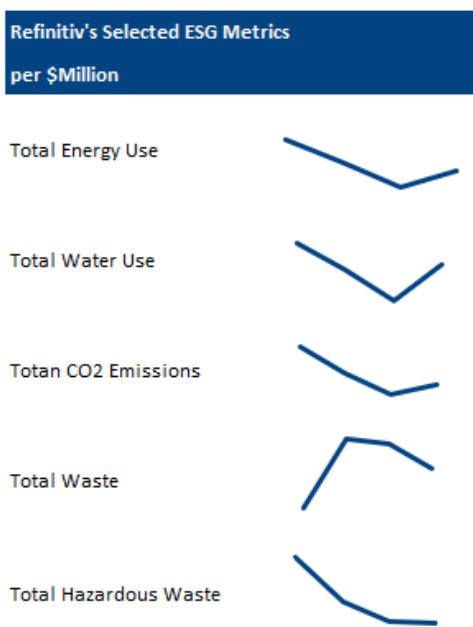 Refinitiv's Selected ESG Metrics
per $Million
Total Energy Use
Total Water Use
Totan CO2 Emissions
Total Waste
Total Hazardous Waste